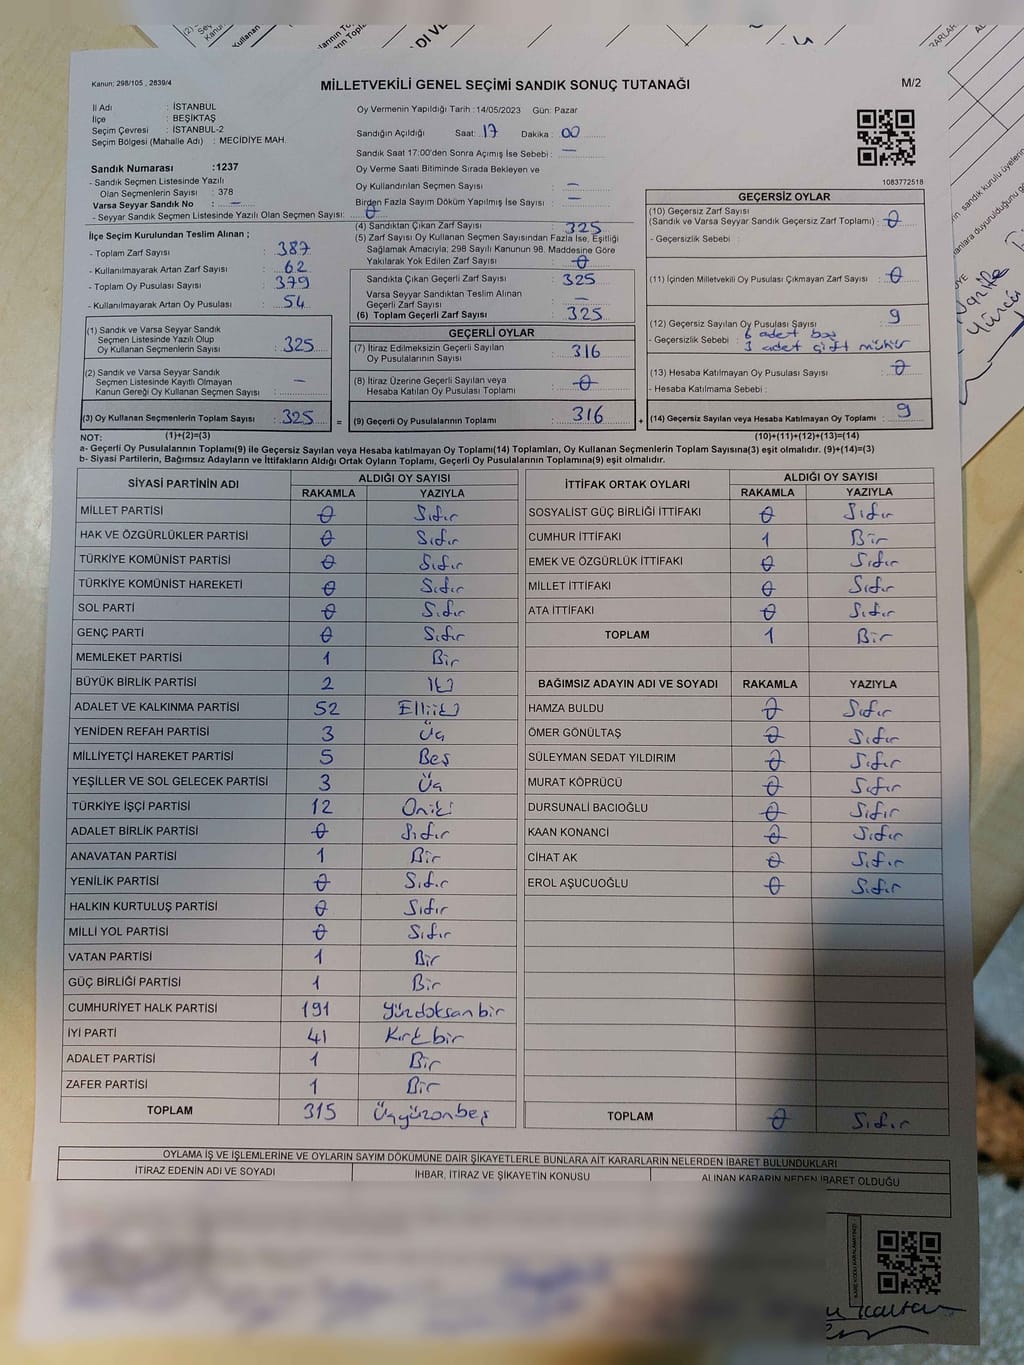 Kanun: 298/105 , 2839/4
MİLLETVEKİLİ GENEL SEÇİMİ SANDIK SONUÇ TUTANAĞI
M/2
İl Adı : İSTANBUL
İlçe : BEŞİKTAŞ
Seçim Çevresi : İSTANBUL-2
Seçim Bölgesi (Mahalle Adı) : MECİDİYE MAH.
Sandık Numarası :1237
- Sandık Seçmen Listesinde Yazılı
Olan Seçmenlerin Sayısı : 378
Varsa Seyyar Sandık No : —
- Seyyar Sandık Seçmen Listesinde Yazılı Olan Seçmen Sayısı: 0
Oy Vermenin Yapıldığı Tarih :14/05/2023 Gün: Pazar
Sandığın Açıldığı Saat: 17 Dakika : 00
Sandık Saat 17:00'den Sonra Açımış İse Sebebi : —
Oy Verme Saati Bitiminde Sırada Bekleyen ve
Oy Kullandırılan Seçmen Sayısı : —
Birden Fazla Sayım Döküm Yapılmış İse Sayısı : —
1083772518
İlçe Seçim Kurulundan Teslim Alınan ;
- Toplam Zarf Sayısı : 387
- Kullanılmayarak Artan Zarf Sayısı : 62
- Toplam Oy Pusulası Sayısı : 379
- Kullanılmayarak Artan Oy Pusulası : 54
(1) Sandık ve Varsa Seyyar Sandık
Seçmen Listesinde Yazılı Olup
Oy Kullanan Seçmenlerin Sayısı : 325
(2) Sandık ve Varsa Seyyar Sandık
Seçmen Listesinde Kayıtlı Olmayan
Kanun Gereği Oy Kullanan Seçmen Sayısı : —
(3) Oy Kullanan Seçmenlerin Toplam Sayısı : 325
(4) Sandıktan Çıkan Zarf Sayısı : 325
(5) Zarf Sayısı Oy Kullanan Seçmen Sayısından Fazla İse, Eşitliği
Sağlamak Amacıyla; 298 Sayılı Kanunun 98. Maddesine Göre
Yakılarak Yok Edilen Zarf Sayısı : 0
Sandıkta Çıkan Geçerli Zarf Sayısı : 325
Varsa Seyyar Sandıktan Teslim Alınan
Geçerli Zarf Sayısı : —
(6) Toplam Geçerli Zarf Sayısı : 325
GEÇERLİ OYLAR
(7) İtiraz Edilmeksizin Geçerli Sayılan
Oy Pusulalarının Sayısı : 316
(8) İtiraz Üzerine Geçerli Sayılan veya
Hesaba Katılan Oy Pusulası Toplamı : 0
= (9) Geçerli Oy Pusulalarının Toplamı : 316
GEÇERSİZ OYLAR
(10) Geçersiz Zarf Sayısı
(Sandık ve Varsa Seyyar Sandık Geçersiz Zarf Toplamı) : 0
- Geçersizlik Sebebi :
(11) İçinden Milletvekili Oy Pusulası Çıkmayan Zarf Sayısı : 0
(12) Geçersiz Sayılan Oy Pusulası Sayısı : 9
- Geçersizlik Sebebi : 6 adet boş
3 adet çift mühür
(13) Hesaba Katılmayan Oy Pusulası Sayısı : 0
- Hesaba Katılmama Sebebi :
+ (14) Geçersiz Sayılan veya Hesaba Katılmayan Oy Toplamı : 9
NOT: (1)+(2)=(3) (10)+(11)+(12)+(13)=(14)
a- Geçerli Oy Pusulalarının Toplamı(9) ile Geçersiz Sayılan veya Hesaba katılmayan Oy Toplamı(14) Toplamları, Oy Kullanan Seçmenlerin Toplam Sayısına(3) eşit olmalıdır. (9)+(14)=(3)
b- Siyasi Partilerin, Bağımsız Adayların ve İttifakların Aldığı Ortak Oyların Toplamı, Geçerli Oy Pusulalarının Toplamına(9) eşit olmalıdır.
SİYASİ PARTİNİN ADI ALDIĞI OY SAYISI
RAKAMLA YAZIYLA
MİLLET PARTİSİ 0 Sıfır
HAK VE ÖZGÜRLÜKLER PARTİSİ 0 Sıfır
TÜRKİYE KOMÜNİST PARTİSİ 0 Sıfır
TÜRKİYE KOMÜNİST HAREKETİ 0 Sıfır
SOL PARTİ 0 Sıfır
GENÇ PARTİ 0 Sıfır
MEMLEKET PARTİSİ 1 Bir
BÜYÜK BİRLİK PARTİSİ 2 İki
ADALET VE KALKINMA PARTİSİ 52 Elliiki
YENİDEN REFAH PARTİSİ 3 Üç
MİLLİYETÇİ HAREKET PARTİSİ 5 Beş
YEŞİLLER VE SOL GELECEK PARTİSİ 3 Üç
TÜRKİYE İŞÇİ PARTİSİ 12 Oniki
ADALET BİRLİK PARTİSİ 0 Sıfır
ANAVATAN PARTİSİ 1 Bir
YENİLİK PARTİSİ 0 Sıfır
HALKIN KURTULUŞ PARTİSİ 0 Sıfır
MİLLİ YOL PARTİSİ 0 Sıfır
VATAN PARTİSİ 1 Bir
GÜÇ BİRLİĞİ PARTİSİ 1 Bir
CUMHURİYET HALK PARTİSİ 191 Yüzdoksanbir
İYİ PARTİ 41 Kırkbir
ADALET PARTİSİ 1 Bir
ZAFER PARTİSİ 1 Bir
TOPLAM 315 Üçyüzonbeş
İTTİFAK ORTAK OYLARI ALDIĞI OY SAYISI
RAKAMLA YAZIYLA
SOSYALİST GÜÇ BİRLİĞİ İTTİFAKI 0 Sıfır
CUMHUR İTTİFAKI 1 Bir
EMEK VE ÖZGÜRLÜK İTTİFAKI 0 Sıfır
MİLLET İTTİFAKI 0 Sıfır
ATA İTTİFAKI 0 Sıfır
TOPLAM 1 Bir
BAĞIMSIZ ADAYIN ADI VE SOYADI RAKAMLA YAZIYLA
HAMZA BULDU 0 Sıfır
ÖMER GÖNÜLTAŞ 0 Sıfır
SÜLEYMAN SEDAT YILDIRIM 0 Sıfır
MURAT KÖPRÜCÜ 0 Sıfır
DURSUNALİ BACIOĞLU 0 Sıfır
KAAN KONANCİ 0 Sıfır
CİHAT AK 0 Sıfır
EROL AŞUCUOĞLU 0 Sıfır
TOPLAM 0 Sıfır
OYLAMA İŞ VE İŞLEMLERİNE VE OYLARIN SAYIM DÖKÜMÜNE DAİR ŞİKAYETLERLE BUNLARA AİT KARARLARIN NELERDEN İBARET BULUNDUKLARI
İTİRAZ EDENİN ADI VE SOYADI İHBAR, İTİRAZ VE ŞİKAYETİN KONUSU ALINAN KARARIN NEDEN İBARET OLDUĞU